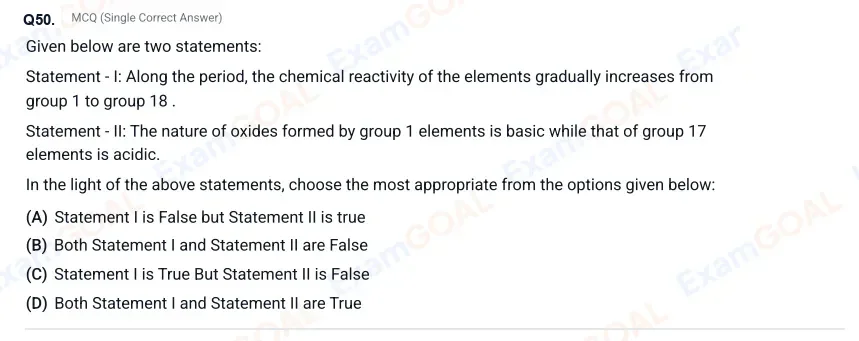 Q50. MCQ (Single Correct Answer)
Given below are two statements:
Statement - I: Along the period, the chemical reactivity of the elements gradually increases from
group 1 to group 18 .
Statement - II: The nature of oxides formed by group 1 elements is basic while that of group 17
elements is acidic.
In the light of the above statements, choose the most appropriate from the options given below:
(A) Statement I is False but Statement II is true
(B) Both Statement I and Statement II are False
(C) Statement I is True But Statement II is False
(D) Both Statement I and Statement II are True